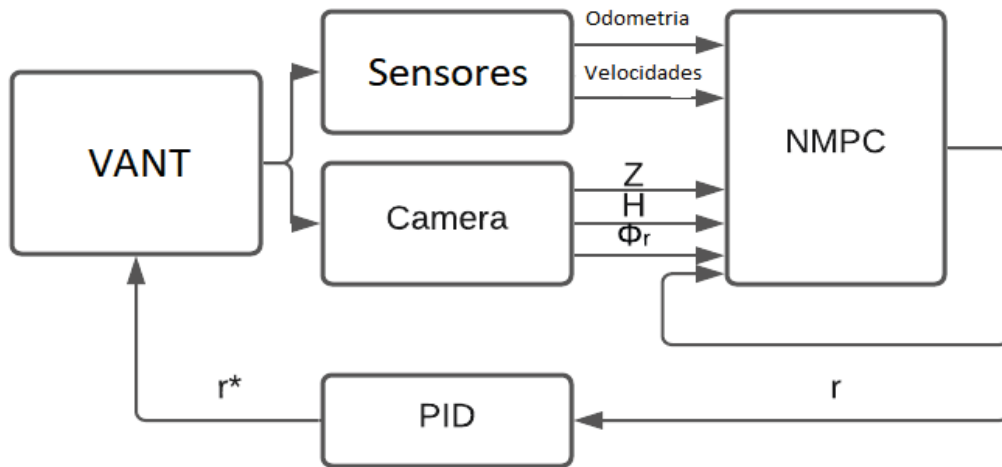 Odometria
Sensores
Velocidades
VANT
NMPC
Camera
Z
H
Φr
r*
PID
r